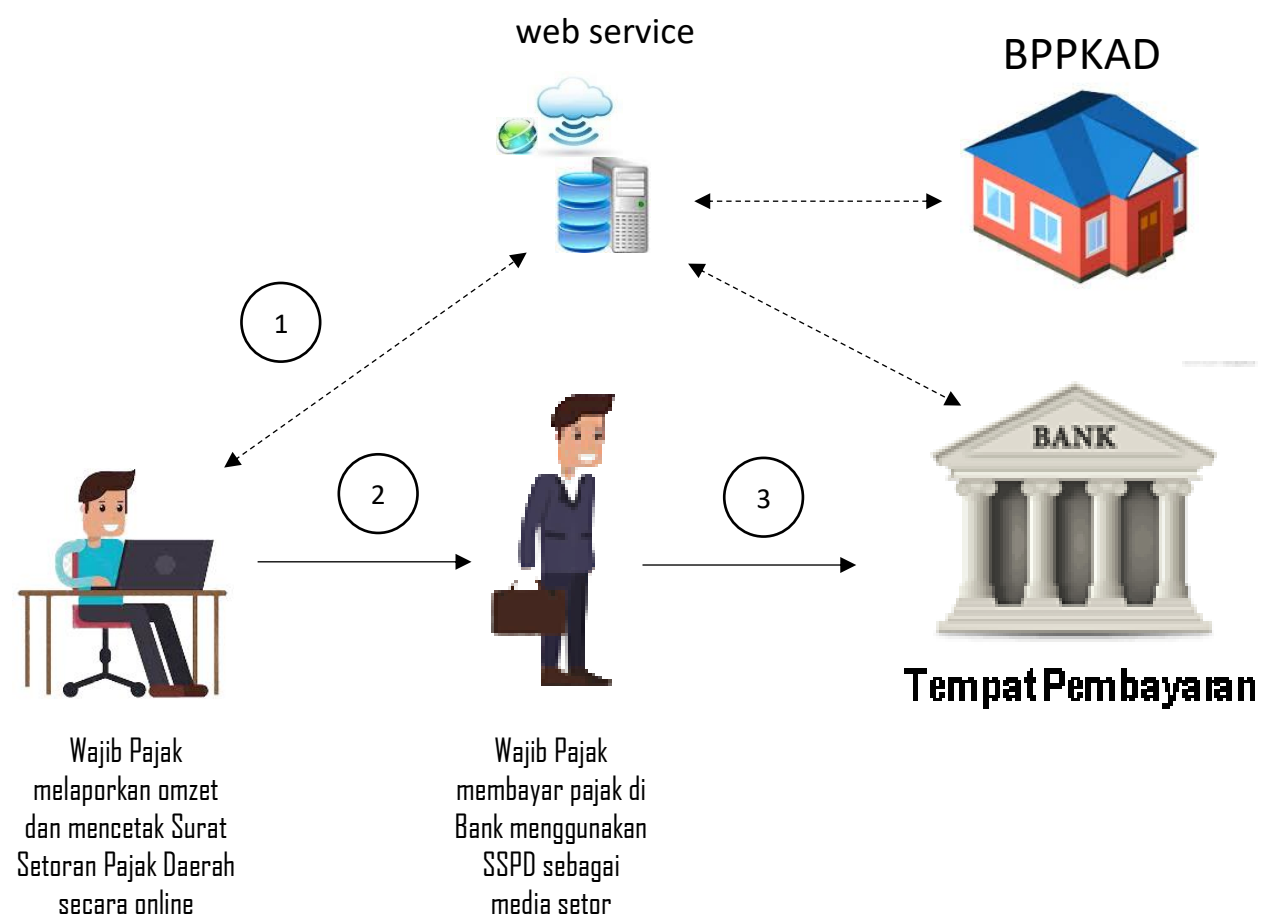 web service
BPPKAD
1
2
3
BANK
Tempat Pembayaran
Wajib Pajak
melaporkan omzet
dan mencetak Surat
Setoran Pajak Daerah
secara online
Wajib Pajak
membayar pajak di
Bank menggunakan
SSPD sebagai
media setor